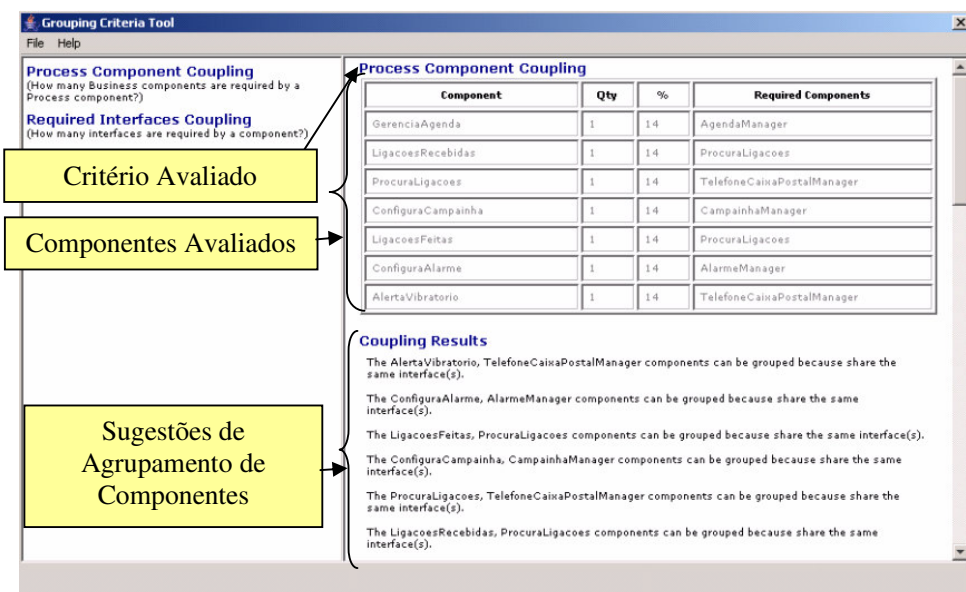 Grouping Criteria Tool
File Help
Process Component Coupling
(How many Business components are required by a
Process component?)
Required Interfaces Coupling
(How many interfaces are required by a component?)
Critério Avaliado
Componentes Avaliados
Sugestões de
Agrupamento de
Componentes
Process Component Coupling
Component Qty % Required Components
GerenciaAgenda 1 14 AgendaManager
LigacoesRecebidas 1 14 ProcuraLigacoes
ProcuraLigacoes 1 14 TelefoneCaixaPostalManager
ConfiguraCampainha 1 14 CampainhaManager
LigacoesFeitas 1 14 ProcuraLigacoes
ConfiguraAlarme 1 14 AlarmeManager
AlertaVibratorio 1 14 TelefoneCaixaPostalManager
Coupling Results
The AlertaVibratorio, TelefoneCaixaPostalManager components can be grouped because share the
same interface(s).
The ConfiguraAlarme, AlarmeManager components can be grouped because share the same
interface(s).
The LigacoesFeitas, ProcuraLigacoes components can be grouped because share the same interface(s).
The ConfiguraCampainha, CampainhaManager components can be grouped because share the same
interface(s).
The ProcuraLigacoes, TelefoneCaixaPostalManager components can be grouped because share the
same interface(s).
The LigacoesRecebidas, ProcuraLigacoes components can be grouped because share the same
interface(s).